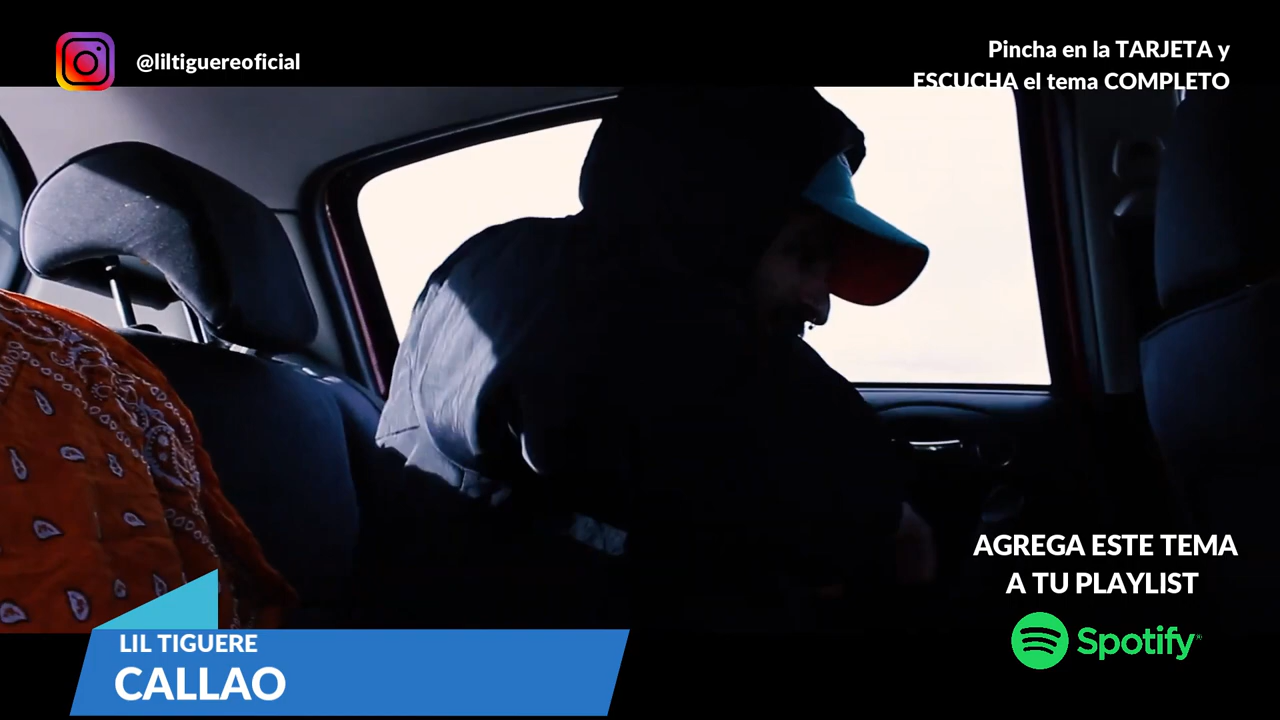 @liltiguereoficial
Pincha en la TARJETA y
ESCUCHA el tema COMPLETO
AGREGA ESTE TEMA
A TU PLAYLIST
Spotify
LIL TIGUERE
CALLAO